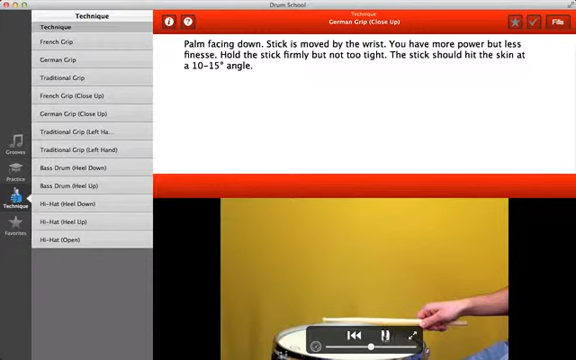 Drum School
Technique
Technique
German Grip (Close Up)
Fills
Technique
French Grip
German Grip
Traditional Grip
French Grip (Close Up)
German Grip (Close Up)
Traditional Grip (Left Ha...
Traditional Grip (Left Hand)
Bass Drum (Heel Down)
Bass Drum (Heel Up)
Hi-Hat (Heel Down)
Hi-Hat (Heel Up)
Hi-Hat (Open)
Grooves
Practice
Technique
Favorites
Palm facing down. Stick is moved by the wrist. You have more power but less
finesse. Hold the stick firmly but not too tight. The stick should hit the skin at
a 10-15° angle.